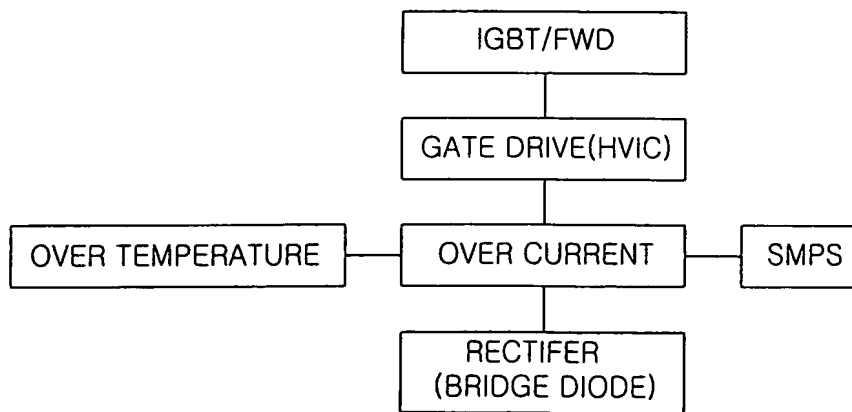 IGBT/FWD
GATE DRIVE(HVIC)
OVER TEMPERATURE
OVER CURRENT
SMPS
RECTIFER
(BRIDGE DIODE)